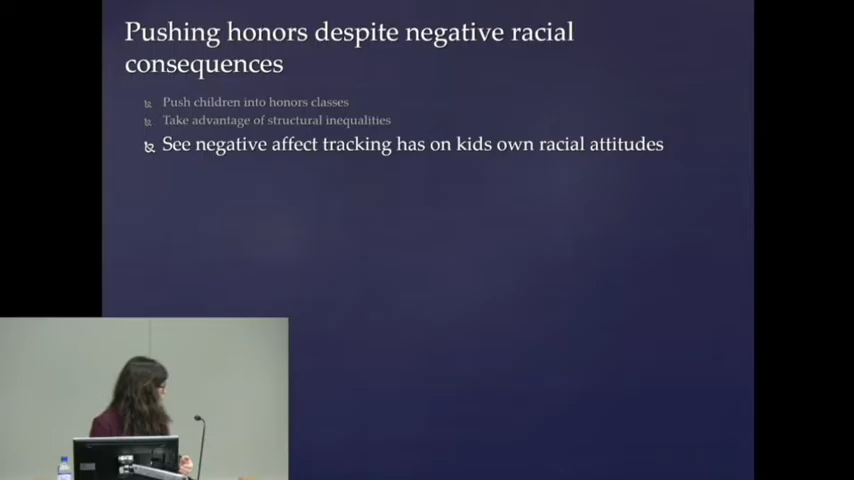 Pushing honors despite negative racial
consequences
Push children into honors classes
Take advantage of structural inequalities
See negative affect tracking has on kids own racial attitudes